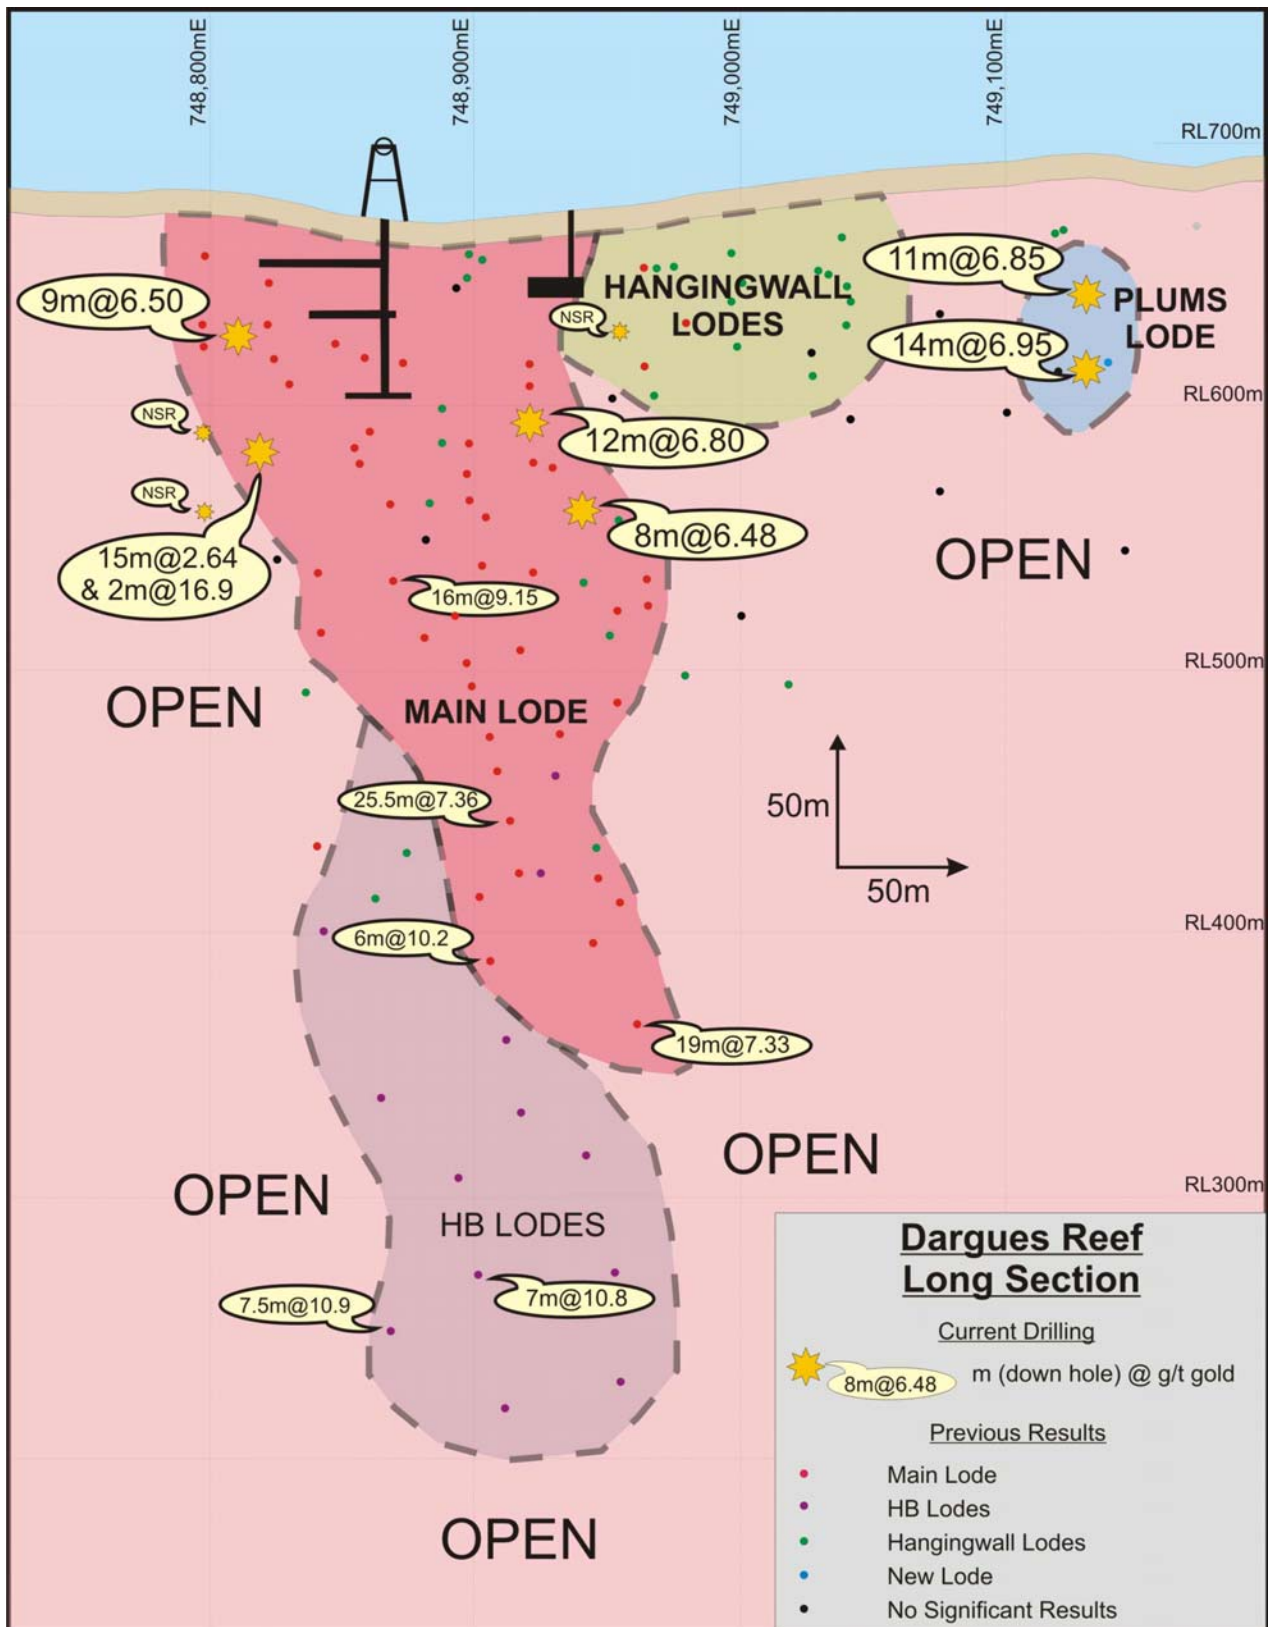 748,800mE
748,900mE
749,000mE
749,100mE
RL700m
11m@6.85
9m@6.50
HANGINGWALL
LODES
PLUMS
LODE
NSR
14m@6.95
RL600m
NSR
12m@6.80
NSR
8m@6.48
15m@2.64
& 2m@16.9
OPEN
16m@9.15
RL500m
OPEN
MAIN LODE
25.5m@7.36
50m
50m
6m@10.2
RL400m
19m@7.33
OPEN
OPEN
RL300m
HB LODES
7.5m@10.9
7m@10.8
OPEN
Dargues Reef
Long Section
Current Drilling
8m@6.48 m (down hole) @ g/t gold
Previous Results
Main Lode
HB Lodes
Hangingwall Lodes
New Lode
No Significant Results